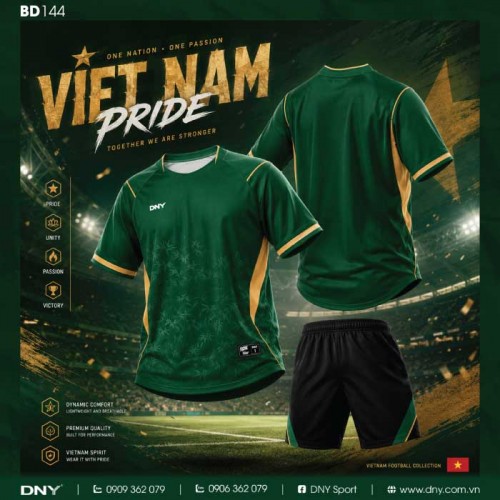 BD144
ONE NATION · ONE PASSION
VIỆT NAM
PRIDE
TOGETHER WE ARE STRONGER
PRIDE
UNITY
PASSION
VICTORY
DNY
DYNAMIC COMFORT
LIGHTWEIGHT AND BREATHABLE
PREMIUM QUALITY
BUILT FOR PERFORMANCE
VIETNAM SPIRIT
WEAR IT WITH PRIDE
VIETNAM FOOTBALL COLLECTION
DNY | 0909 362 079 | 0906 362 079 | DNY Sport | www.dny.com.vn